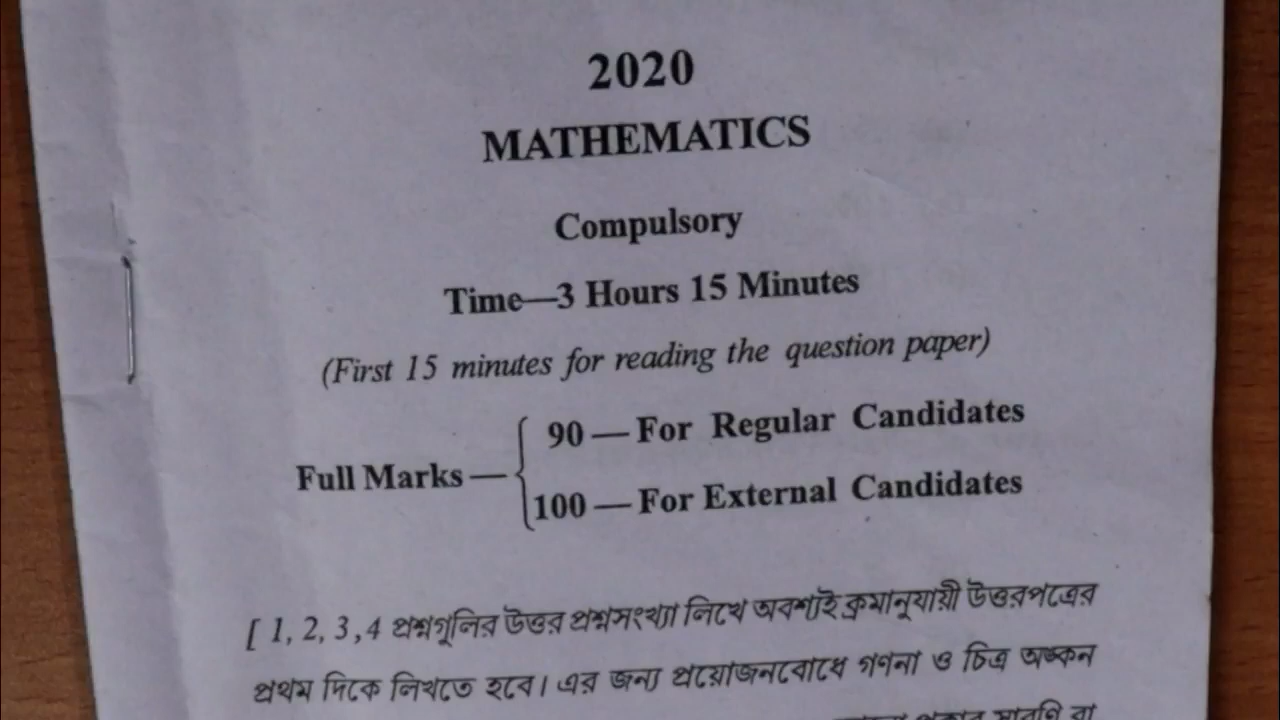 2020
MATHEMATICS
Compulsory
Time—3 Hours 15 Minutes
(First 15 minutes for reading the question paper)
Full Marks —
90 — For Regular Candidates
100 — For External Candidates
[ 1, 2, 3, 4 প্রশ্নগুলির উত্তর প্রশ্নসংখ্যা লিখে অবশ্যই ক্রমানুযায়ী উত্তরপত্রের
প্রথম দিকে লিখতে হবে। এর জন্য প্রয়োজনবোধে গণনা ও চিত্র অঙ্কন